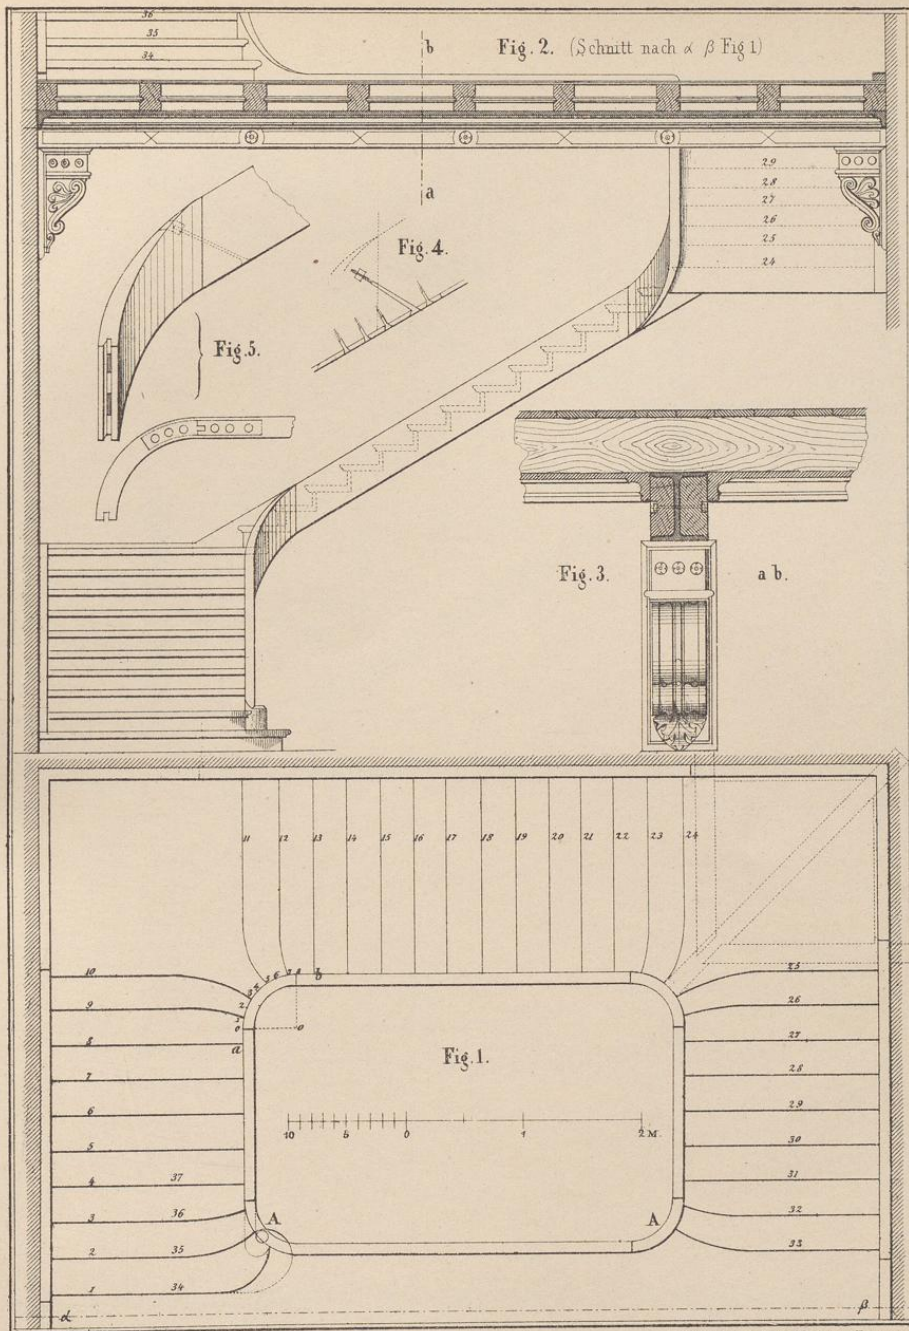 36
35
34
b
Fig. 2. (Schnitt nach α β Fig 1)
29
28
27
26
25
24
a
Fig. 4.
Fig. 5.
Fig. 3.
a b.
11 12 13 14 15 16 17 18 19 20 21 22 23 24
10
9
8
7
6
5
4 37
3 36
2 35
1 34
b
a
o
Fig. 1.
10 5 0 1 2 M.
25
26
27
28
29
30
31
32
33
A A
α β